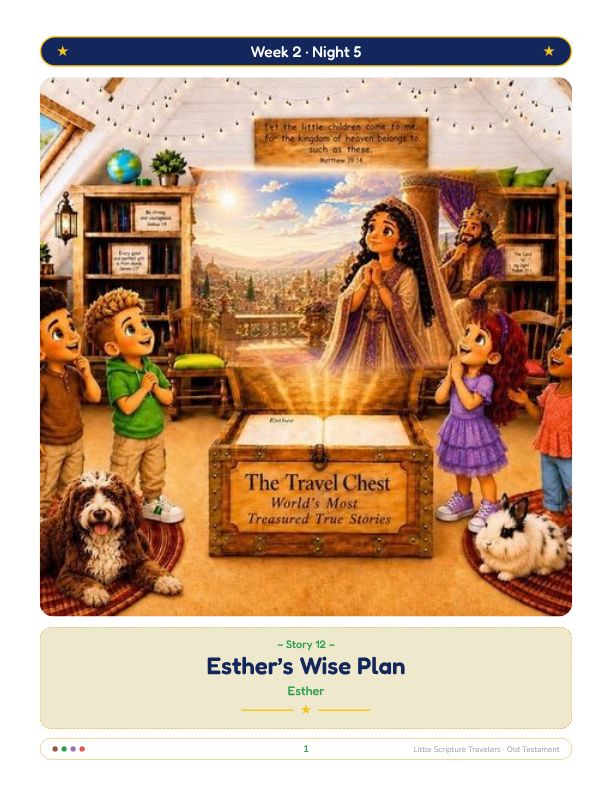 Week 2 · Night 5
Let the little children come to me...
for the kingdom of heaven belongs to
such as these.
Matthew 19:14
Be strong
and courageous
Joshua 1:9
Every good
and perfect gift
is from above
James 1:17
The Lord
is
my light
Psalm 27:1
Esther
The Travel Chest
World's Most
Treasured True Stories
~ Story 12 ~
Esther's Wise Plan
Esther
1
Little Scripture Travelers · Old Testament